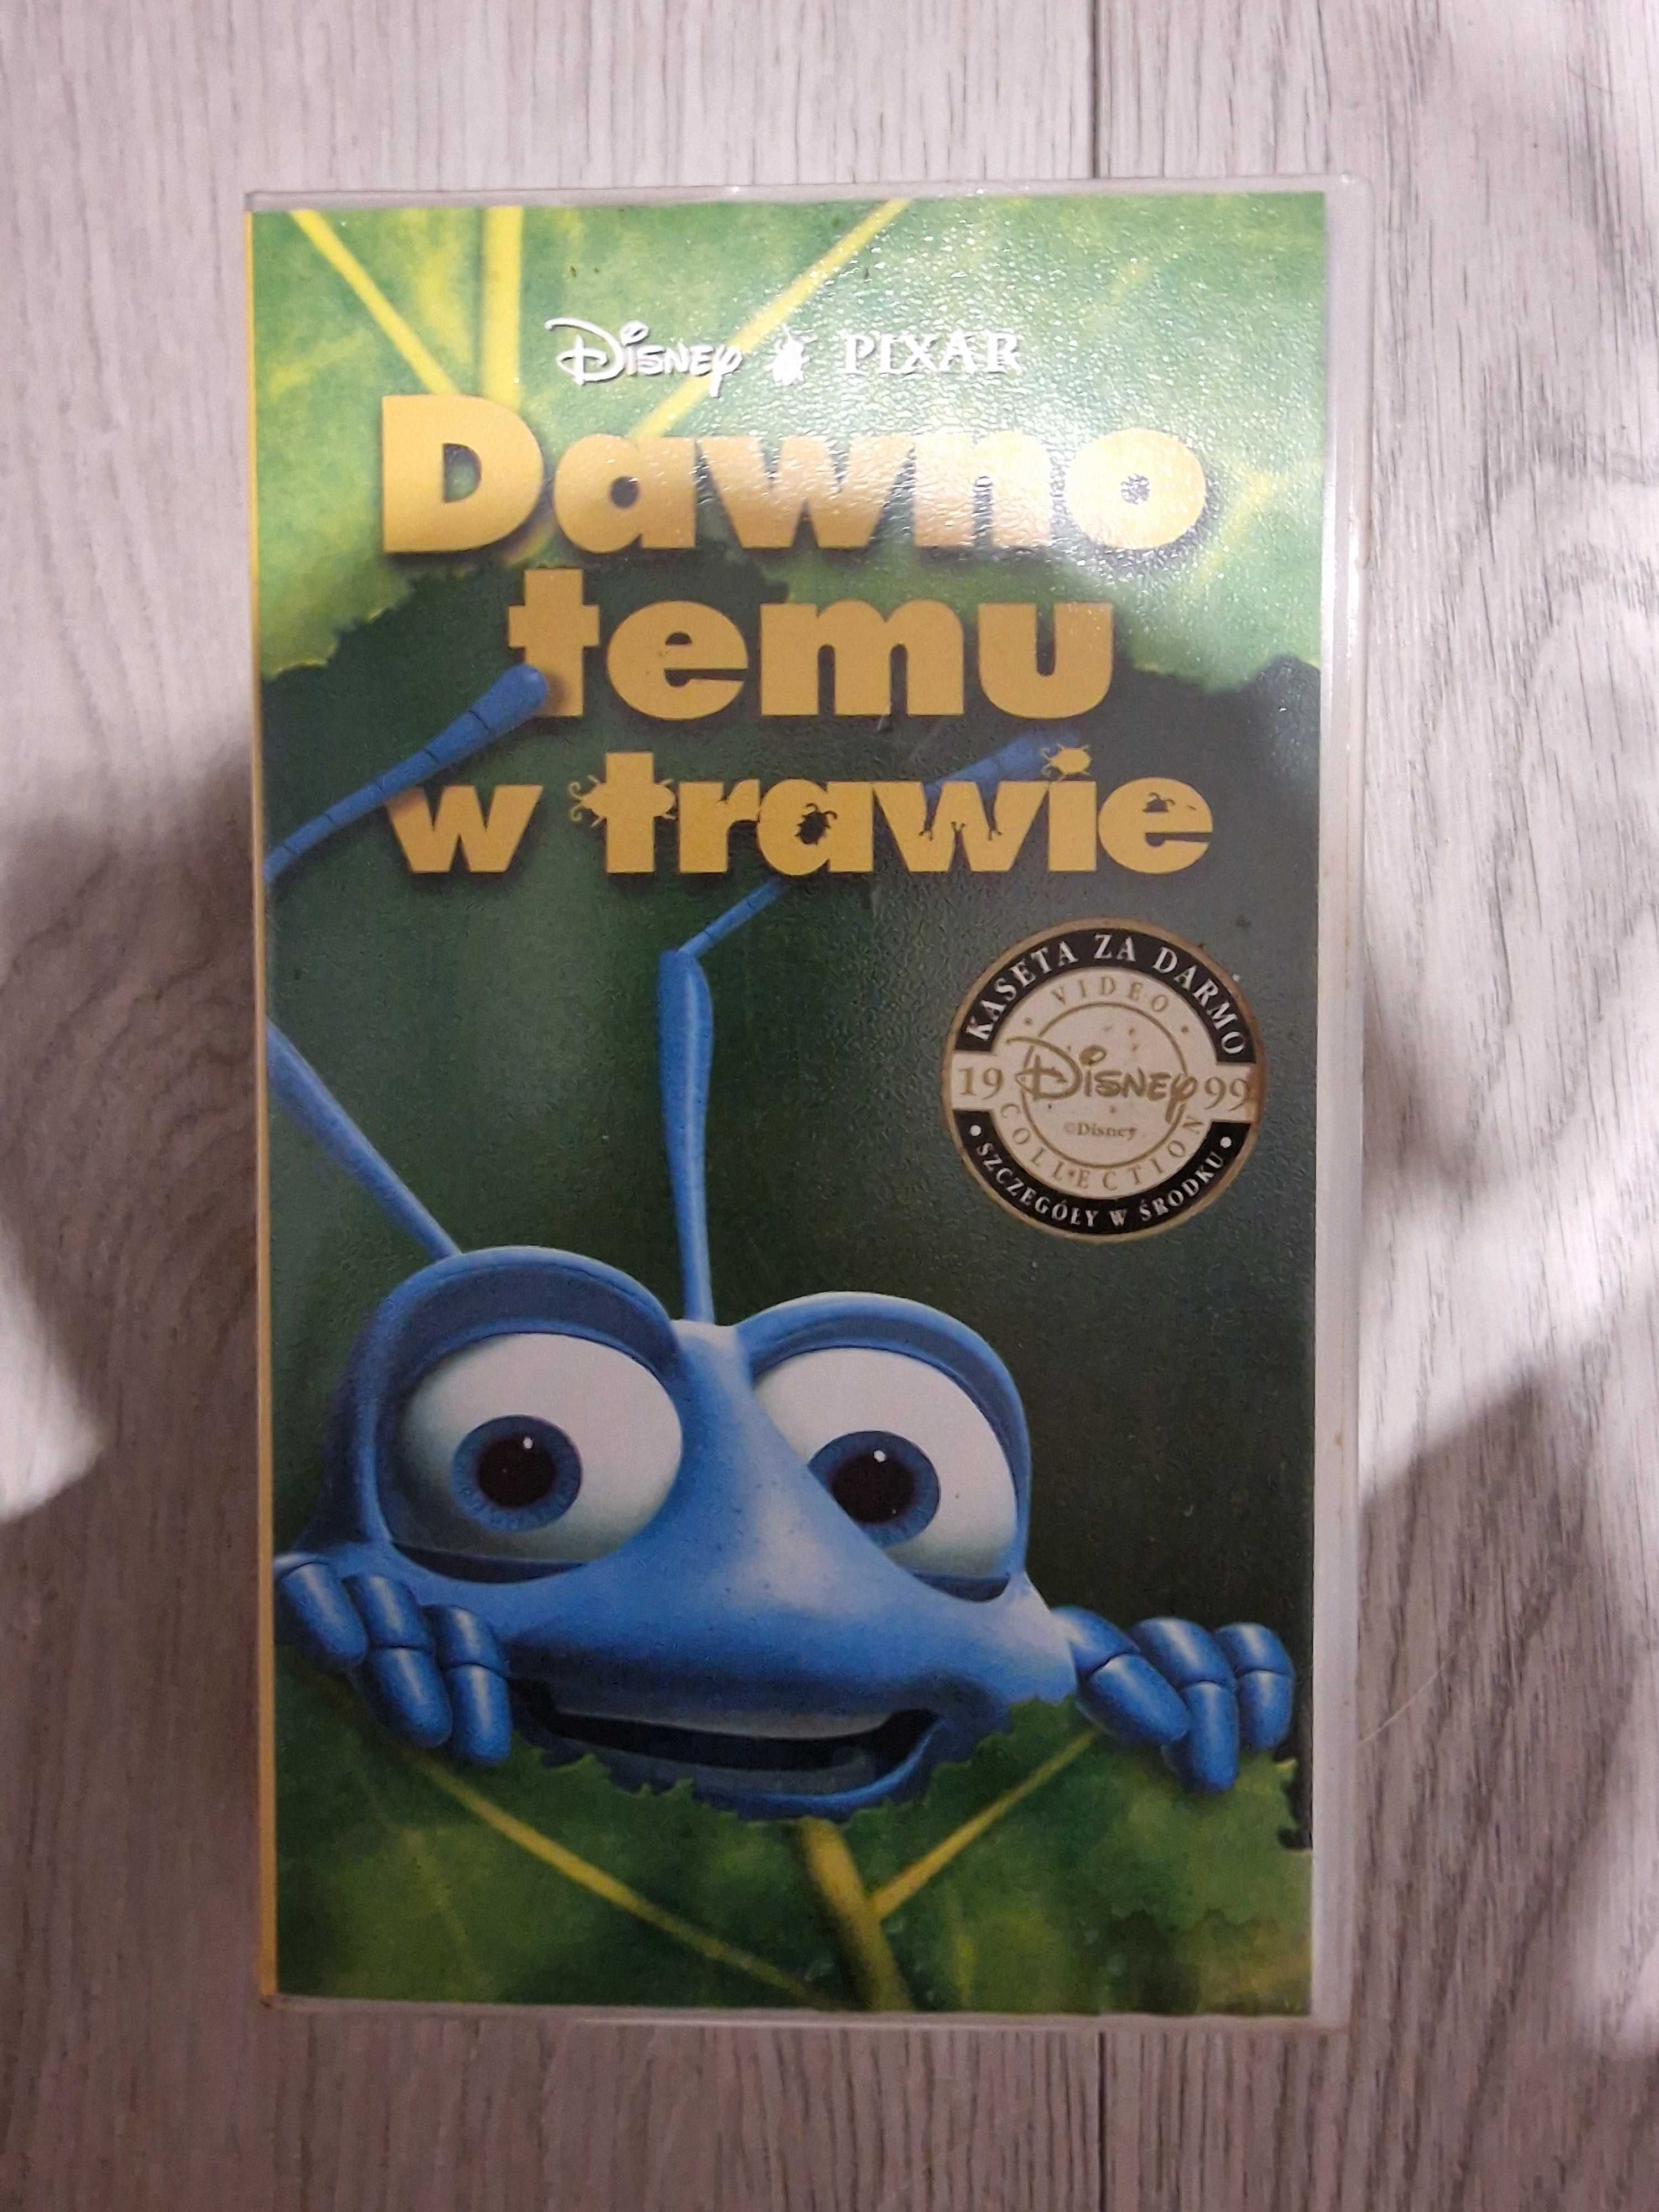 Disney PIXAR
Dawno
temu
w trawie
KASETA ZA DARMO
VIDEO
19 Disney 99
©Disney
COLLECTION
• SZCZEGÓŁY W ŚRODKU •